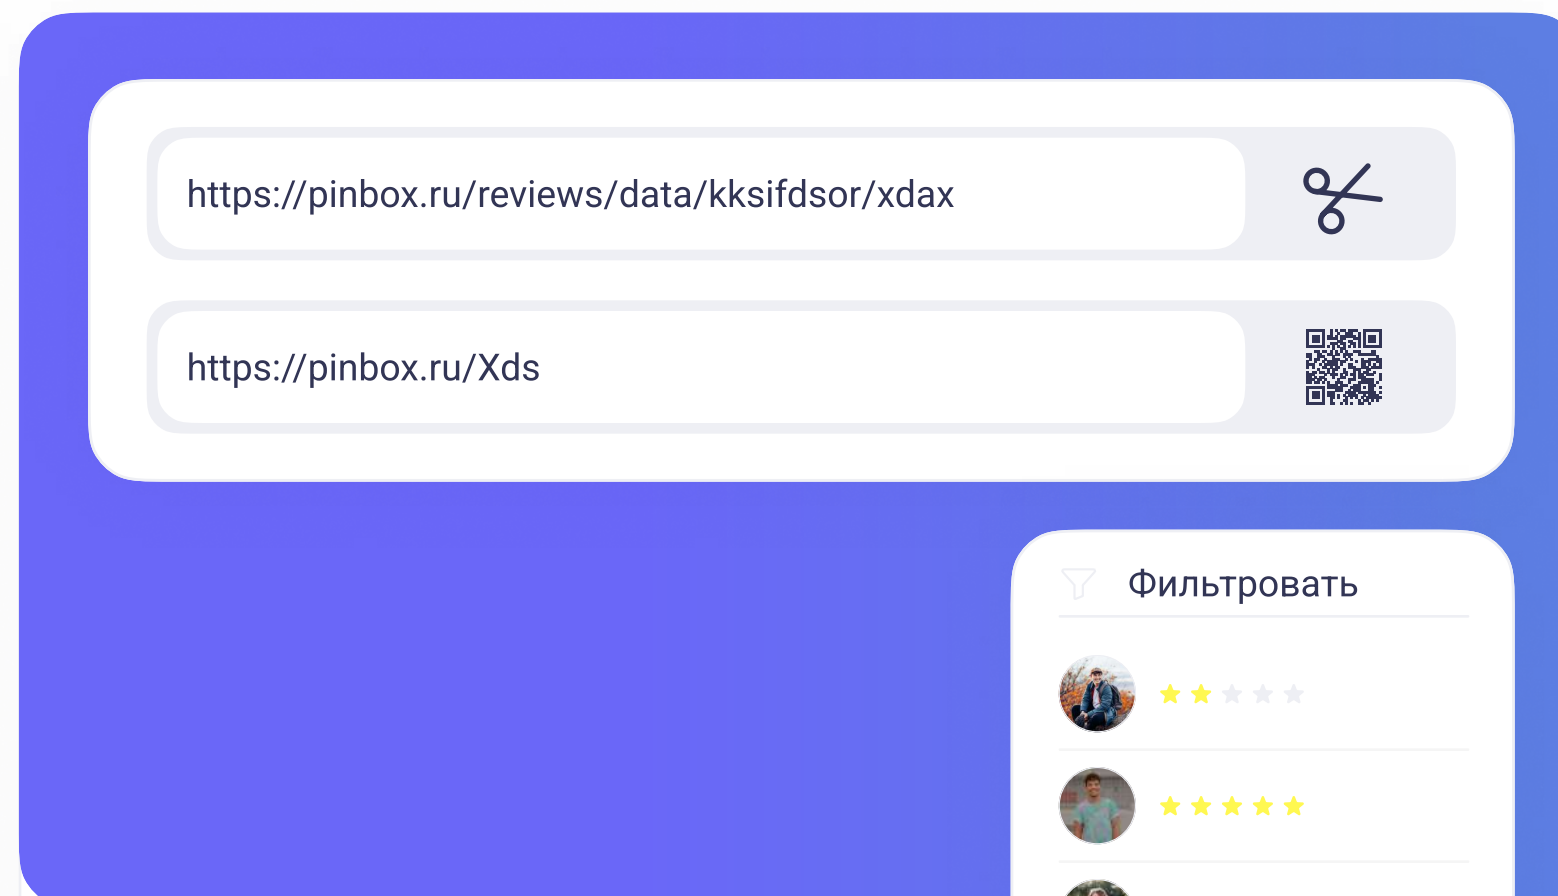 https://pinbox.ru/reviews/data/kksifdsor/xdax
https://pinbox.ru/Xds
Фильтровать